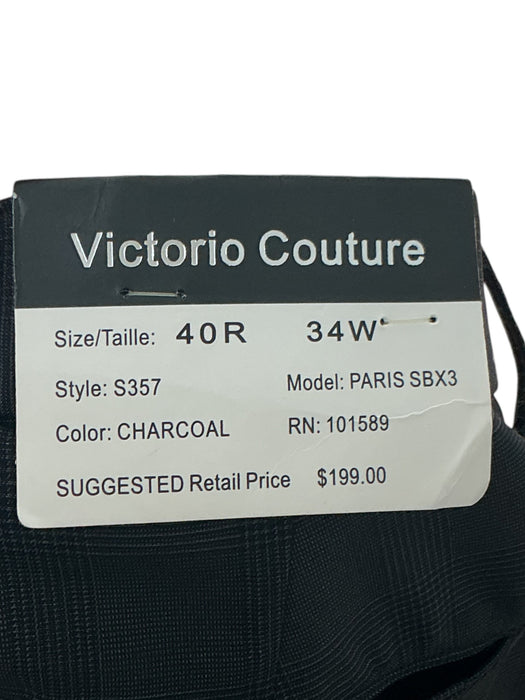 Victorio Couture
Size/Taille: 40R 34W
Style: S357 Model: PARIS SBX3
Color: CHARCOAL RN: 101589
SUGGESTED Retail Price $199.00